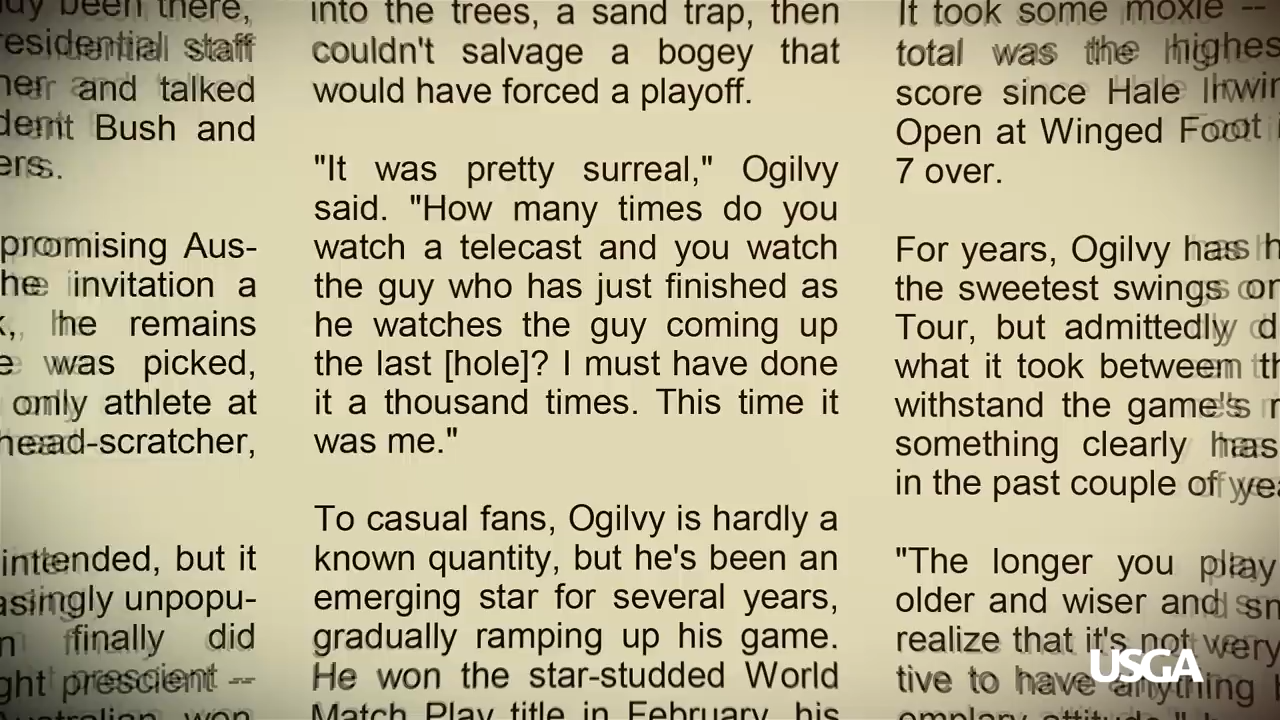 been there,
staff
and talked
Bush and
promising Aus-
invitation a
he remains
was picked,
only athlete at
head-scratcher,
intended, but it
unpopu-
finally did
prescient --
into the trees, a sand trap, then
couldn't salvage a bogey that
would have forced a playoff.
"It was pretty surreal," Ogilvy
said. "How many times do you
watch a telecast and you watch
the guy who has just finished as
he watches the guy coming up
the last [hole]? I must have done
it a thousand times. This time it
was me."
To casual fans, Ogilvy is hardly a
known quantity, but he's been an
emerging star for several years,
gradually ramping up his game.
He won the star-studded World
Match Play title in February, his
It took some moxie --
total was the
score since Hale
Open at Winged Foot
7 over.
For years, Ogilvy has
the sweetest swings
Tour, but admittedly
what it took between
withstand the game's
something clearly has
in the past couple of
"The longer you play
older and wiser and
realize that it's not very
tive to have anything
USGA